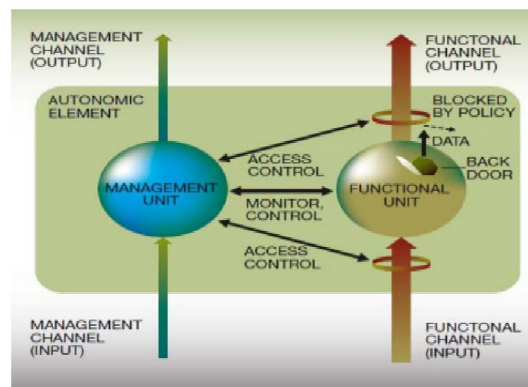 MANAGEMENT
CHANNEL
(OUTPUT)
FUNCTONAL
CHANNEL
(OUTPUT)
AUTONOMIC
ELEMENT
BLOCKED
BY POLICY
DATA
ACCESS
CONTROL
BACK
DOOR
MANAGEMENT
UNIT
MONITOR,
CONTROL
FUNCTIONAL
UNIT
ACCESS
CONTROL
MANAGEMENT
CHANNEL
(INPUT)
FUNCTONAL
CHANNEL
(INPUT)